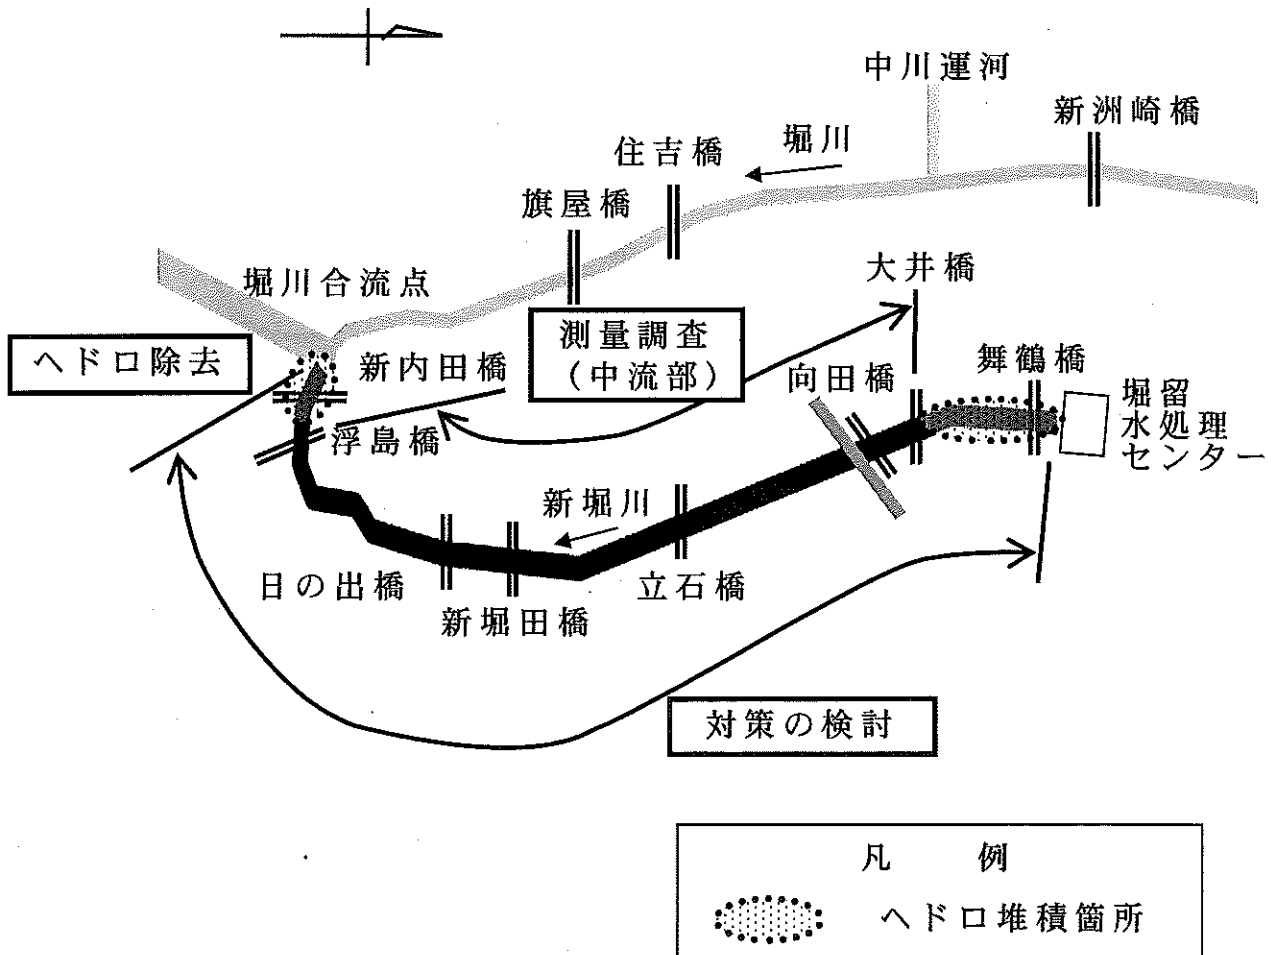 中川運河
新洲崎橋
堀川
住吉橋
旗屋橋
大井橋
堀川合流点
測量調査
（中流部）
ヘドロ除去
新内田橋
向田橋
舞鶴橋
堀留
水処理
センター
浮島橋
新堀川
日の出橋
立石橋
新堀田橋
対策の検討
凡　例
ヘドロ堆積箇所